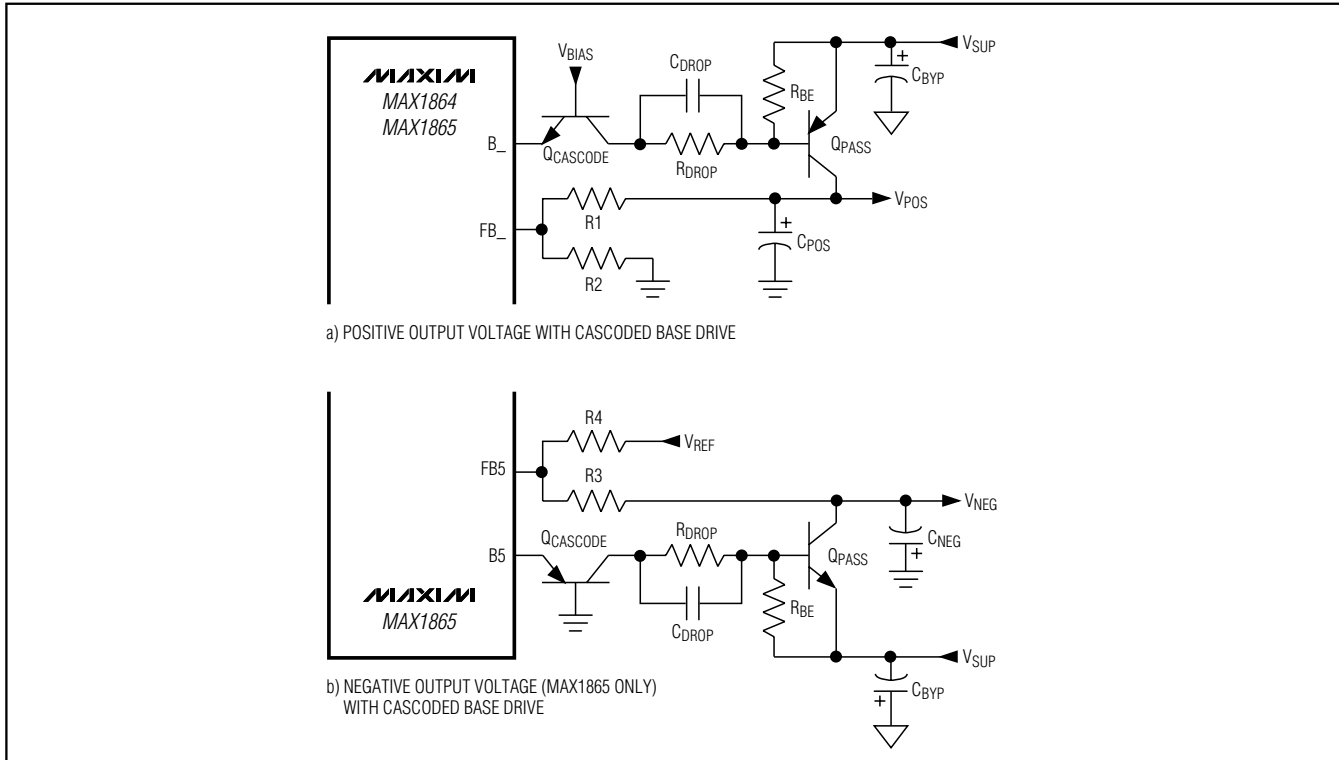 MAXIM
MAX1864
MAX1865
B_
FB_
VBIAS
QCASCODE
CDROP
RDROP
RBE
QPASS
VSUP
CBYP
+
R1
R2
VPOS
CPOS
+
a) POSITIVE OUTPUT VOLTAGE WITH CASCODED BASE DRIVE
FB5
B5
MAXIM
MAX1865
R4
VREF
R3
VNEG
CNEG
+
QCASCODE
RDROP
CDROP
QPASS
RBE
VSUP
CBYP
+
b) NEGATIVE OUTPUT VOLTAGE (MAX1865 ONLY)
WITH CASCODED BASE DRIVE